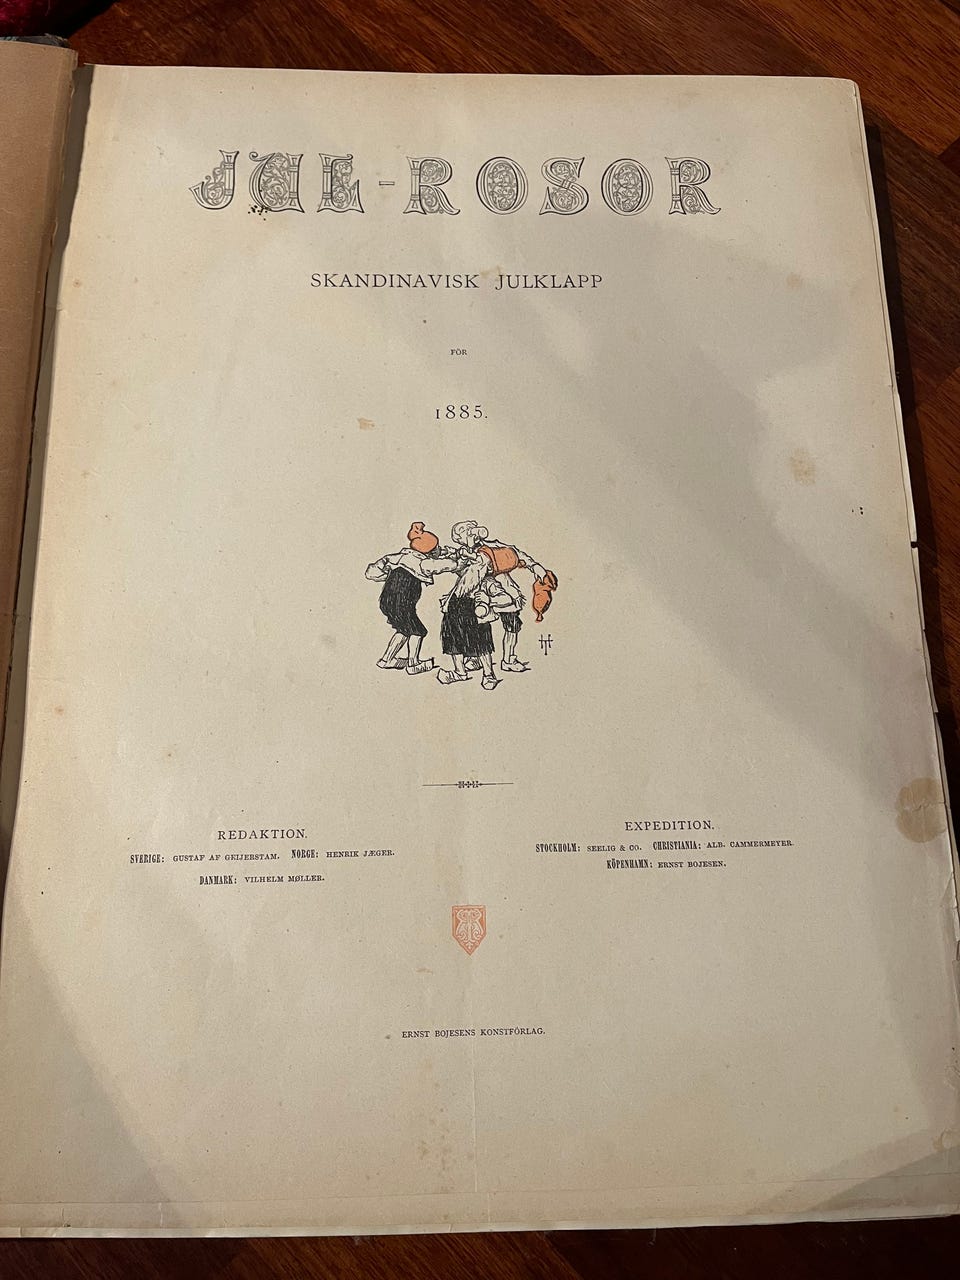 JUL-ROSOR
SKANDINAVISK JULKLAPP
FÖR
1885.
REDAKTION.
SVERIGE: GUSTAF AF GEIJERSTAM. NORGE: HENRIK JÆGER.
DANMARK: VILHELM MØLLER.
EXPEDITION.
STOCKHOLM: SEELIG & CO. CHRISTIANIA: ALB. CAMMERMEYER.
KÖPENHAMN: ERNST BOJESEN.
ERNST BOJESENS KONSTFÖRLAG.